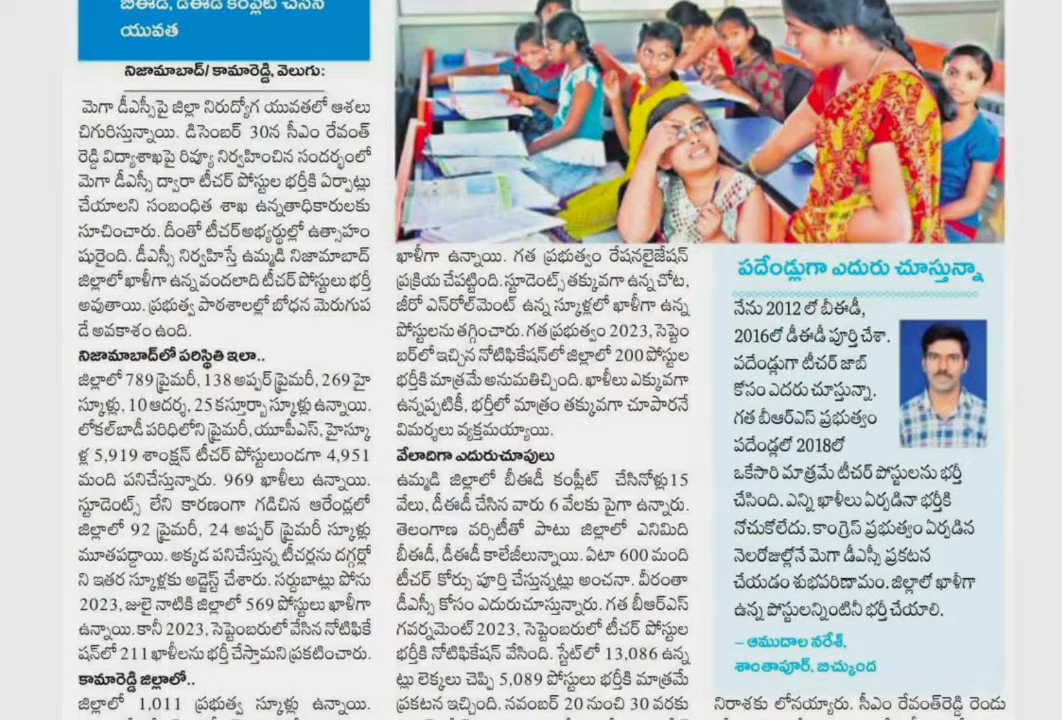 బీఈడీ, డీఈడీ కంప్లీట్ చేసిన
యువత
నిజామాబాద్/ కామారెడ్డి, వెలుగు:
మెగా డీఎస్సీపై జిల్లా నిరుద్యోగ యువతలో ఆశలు
చిగురిస్తున్నాయి. డిసెంబర్ 30న సీఎం రేవంత్
రెడ్డి విద్యాశాఖపై రివ్యూ నిర్వహించిన సందర్భంలో
మెగా డీఎస్సీ ద్వారా టీచర్ పోస్టుల భర్తీకి ఏర్పాట్లు
చేయాలని సంబంధిత శాఖ ఉన్నతాధికారులకు
సూచించారు. దీంతో టీచర్ అభ్యర్థుల్లో ఉత్సాహం
షురైంది. డీఎస్సీ నిర్వహిస్తే ఉమ్మడి నిజామాబాద్
జిల్లాలో ఖాళీగా ఉన్న వందలాది టీచర్ పోస్టులు భర్తీ
అవుతాయి. ప్రభుత్వ పాఠశాలల్లో బోధన మెరుగుప
డే అవకాశం ఉంది.
నిజామాబాద్‌లో పరిస్థితి ఇలా..
జిల్లాలో 789 ప్రైమరీ, 138 అప్పర్ ప్రైమరీ, 269 హై
స్కూళ్లు, 10 ఆదర్శ, 25 కస్తూర్బా స్కూళ్లు ఉన్నాయి.
లోకల్‌బాడీ పరిధిలోని ప్రైమరీ, యూపీఎస్, హైస్కూ
ళ్ల 5,919 శాంక్షన్ టీచర్ పోస్టులుండగా 4,951
మంది పనిచేస్తున్నారు. 969 ఖాళీలు ఉన్నాయి.
స్టూడెంట్స్ లేని కారణంగా గడిచిన ఆరేండ్లలో
జిల్లాలో 92 ప్రైమరీ, 24 అప్పర్ ప్రైమరీ స్కూళ్లు
మూతపడ్డాయి. అక్కడ పనిచేస్తున్న టీచర్లను దగ్గర్లో
ని ఇతర స్కూళ్లకు అడ్జెస్ట్ చేశారు. సర్దుబాట్లు పోను
2023, జులై నాటికి జిల్లాలో 569 పోస్టులు ఖాళీగా
ఉన్నాయి. కానీ 2023, సెప్టెంబరులో వేసిన నోటిఫికే
షన్‌లో 211 ఖాళీలను భర్తీ చేస్తామని ప్రకటించారు.
కామారెడ్డి జిల్లాలో..
జిల్లాలో 1,011 ప్రభుత్వ స్కూళ్లు ఉన్నాయి.
ఖాళీగా ఉన్నాయి. గత ప్రభుత్వం రేషనలైజేషన్
ప్రక్రియ చేపట్టింది. స్టూడెంట్స్ తక్కువగా ఉన్న చోట,
జీరో ఎన్‌రోల్‌మెంట్ ఉన్న స్కూళ్లలో ఖాళీగా ఉన్న
పోస్టులను తగ్గించారు. గత ప్రభుత్వం 2023, సెప్టెం
బర్‌లో ఇచ్చిన నోటిఫికేషన్‌లో జిల్లాలో 200 పోస్టుల
భర్తీకి మాత్రమే అనుమతిచ్చింది. ఖాళీలు ఎక్కువగా
ఉన్నప్పటికీ, భర్తీలో మాత్రం తక్కువగా చూపారనే
విమర్శలు వ్యక్తమయ్యాయి.
వేలాదిగా ఎదురుచూపులు
ఉమ్మడి జిల్లాలో బీఈడీ కంప్లీట్ చేసినోళ్లు15
వేలు, డీఈడీ చేసిన వారు 6 వేలకు పైగా ఉన్నారు.
తెలంగాణ వర్సిటీతో పాటు జిల్లాలో ఎనిమిది
బీఈడీ, డీఈడీ కాలేజీలున్నాయి. ఏటా 600 మంది
టీచర్ కోర్సు పూర్తి చేస్తున్నట్లు అంచనా. వీరంతా
డీఎస్సీ కోసం ఎదురుచూస్తున్నారు. గత బీఆర్ఎస్
గవర్నమెంట్ 2023, సెప్టెంబరులో టీచర్ పోస్టుల
భర్తీకి నోటిఫికేషన్ వేసింది. స్టేట్‌లో 13,086 ఉన్న
ట్లు లెక్కలు చెప్పి 5,089 పోస్టులు భర్తీకి మాత్రమే
ప్రకటన ఇచ్చింది. నవంబర్ 20 నుంచి 30 వరకు
పదేండ్లుగా ఎదురు చూస్తున్నా
నేను 2012 లో బీఈడీ,
2016లో డీఈడీ పూర్తి చేశా.
పదేండ్లుగా టీచర్ జాబ్
కోసం ఎదరు చూస్తున్నా.
గత బీఆర్ఎస్ ప్రభుత్వం
పదేండ్లలో 2018లో
ఒకేసారి మాత్రమే టీచర్ పోస్టులను భర్తీ
చేసింది. ఎన్ని ఖాళీలు ఏర్పడినా భర్తీకి
నోచుకోలేదు. కాంగ్రెస్ ప్రభుత్వం ఏర్పడిన
నెలరోజుల్లోనే మెగా డీఎస్సీ ప్రకటన
చేయడం శుభపరిణామం. జిల్లాలో ఖాళీగా
ఉన్న పోస్టులన్నింటినీ భర్తీ చేయాలి.
– ఆముదాల నరేశ్,
శాంతాపూర్, బిచ్కుంద
నిరాశకు లోనయ్యారు. సీఎం రేవంత్‌రెడ్డి రెండు